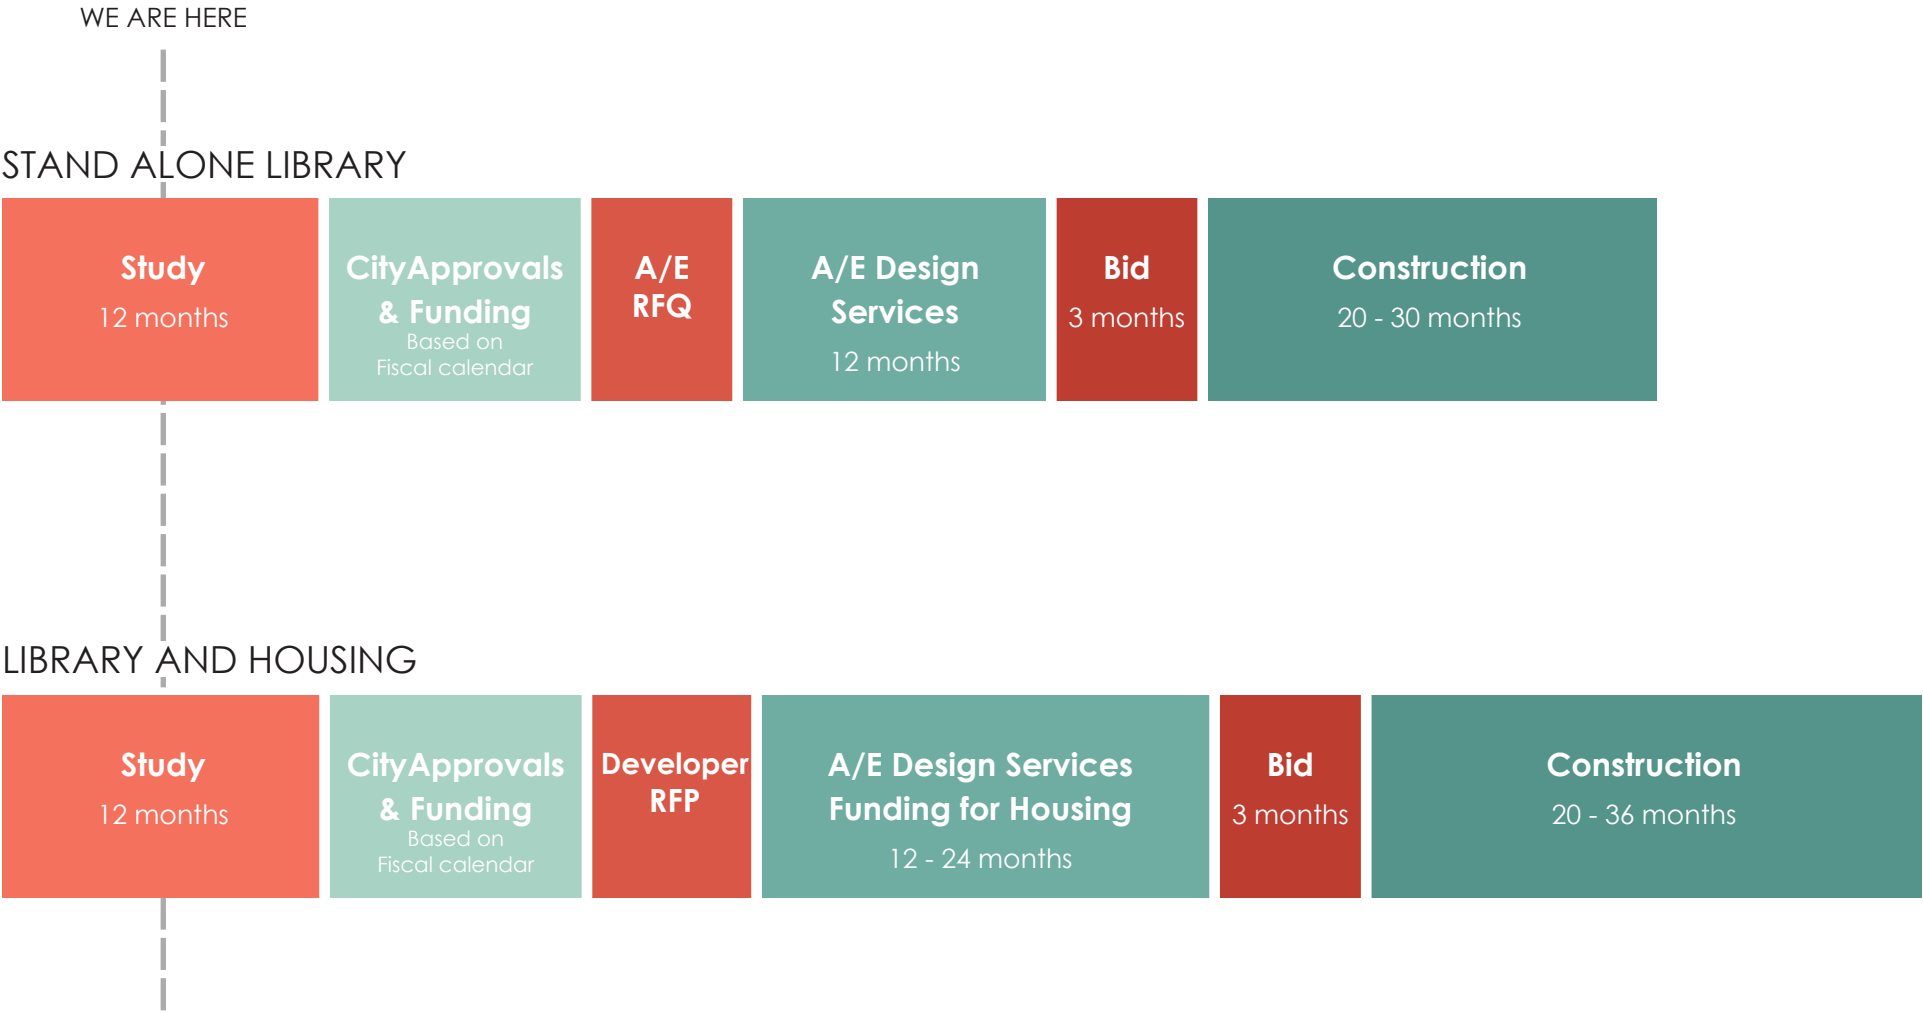 WE ARE HERE
STAND ALONE LIBRARY
Study
12 months
CityApprovals
& Funding
Based on
Fiscal calendar
A/E
RFQ
A/E Design
Services
12 months
Bid
3 months
Construction
20 - 30 months
LIBRARY AND HOUSING
Study
12 months
CityApprovals
& Funding
Based on
Fiscal calendar
Developer
RFP
A/E Design Services
Funding for Housing
12 - 24 months
Bid
3 months
Construction
20 - 36 months